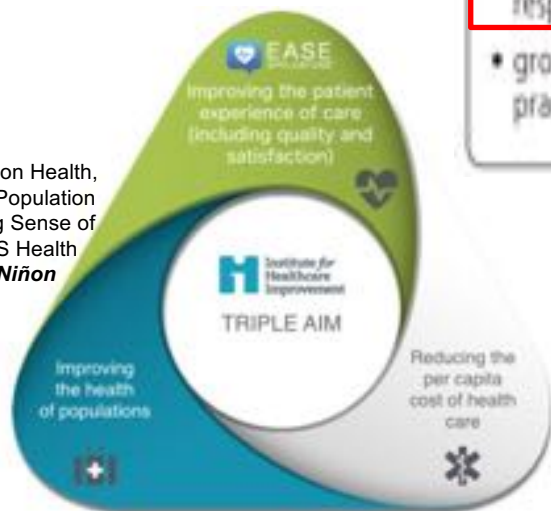 resp
• gro
pra
EASE
Improving the patient
experience of care
(including quality and
satisfaction)
on Health,
Population
g Sense of
S Health
Niñon
Institute for
Healthcare
Improvement
TRIPLE AIM
Improving
the health
of populations
Reducing the
per capita
cost of health
care